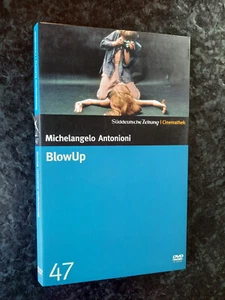 Süddeutsche Zeitung | Cinemathek
Michelangelo Antonioni
BlowUp
47
DVD